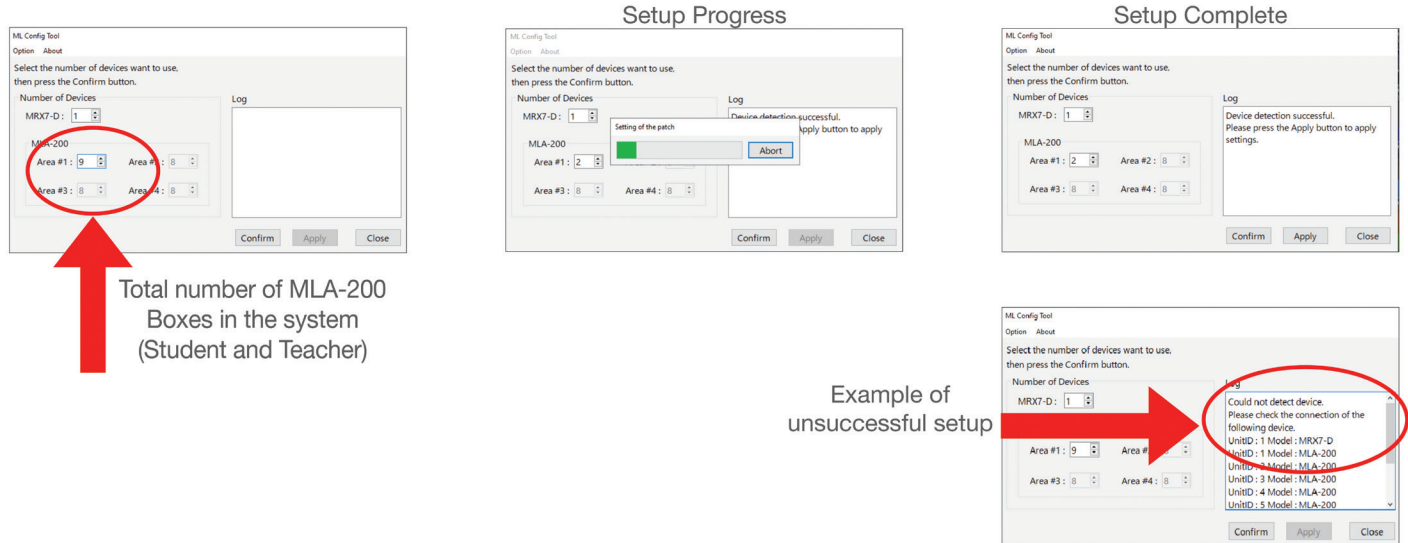 ML Config Tool
Option About
Select the number of devices want to use,
then press the Confirm button.
Number of Devices
MRX7-D : 1
MLA-200
Area #1 : 9 Area #2 : 8
Area #3 : 8 Area #4 : 8
Log
Confirm Apply Close
Total number of MLA-200
Boxes in the system
(Student and Teacher)
Setup Progress
ML Config Tool
Option About
Select the number of devices want to use,
then press the Confirm button.
Number of Devices
MRX7-D : 1
MLA-200
Area #1 : 2
Area #3 : 8 Area #4 : 8
Log
Device detection successful.
Apply button to apply
Setting of the patch
Abort
Confirm Apply Close
Setup Complete
ML Config Tool
Option About
Select the number of devices want to use,
then press the Confirm button.
Number of Devices
MRX7-D : 1
MLA-200
Area #1 : 2 Area #2 : 8
Area #3 : 8 Area #4 : 8
Log
Device detection successful.
Please press the Apply button to apply
settings.
Confirm Apply Close
Example of
unsuccessful setup
ML Config Tool
Option About
Select the number of devices want to use,
then press the Confirm button.
Number of Devices
MRX7-D : 1
Area #1 : 9 Area # 8
Area #3 : 8 Area #4 : 8
Log
Could not detect device.
Please check the connection of the
following device.
UnitID : 1 Model : MRX7-D
UnitID : 1 Model : MLA-200
UnitID : 2 Model : MLA-200
UnitID : 3 Model : MLA-200
UnitID : 4 Model : MLA-200
UnitID : 5 Model : MLA-200
Confirm Apply Close